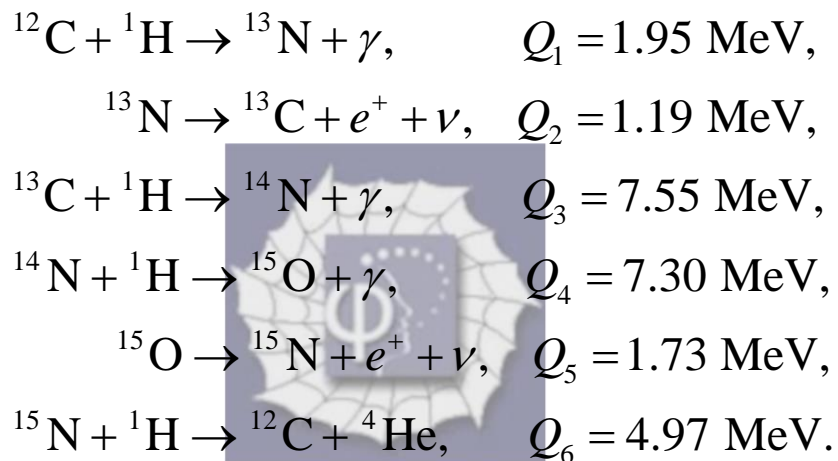 ¹²C + ¹H → ¹³N + γ, Q₁ = 1.95 MeV,
¹³N → ¹³C + e⁺ + ν, Q₂ = 1.19 MeV,
¹³C + ¹H → ¹⁴N + γ, Q₃ = 7.55 MeV,
¹⁴N + ¹H → ¹⁵O + γ, Q₄ = 7.30 MeV,
¹⁵O → ¹⁵N + e⁺ + ν, Q₅ = 1.73 MeV,
¹⁵N + ¹H → ¹²C + ⁴He, Q₆ = 4.97 MeV.
φ